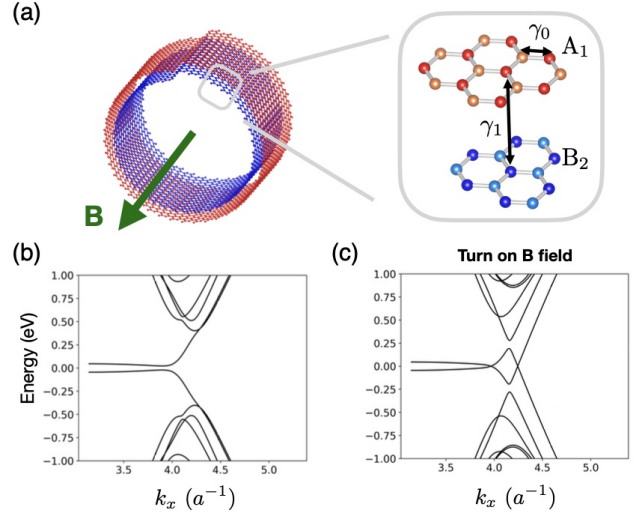 (a)
γ₀
A₁
γ₁
B₂
B
(b)
(c)
Turn on B field
1.00
0.75
0.50
0.25
0.00
−0.25
−0.50
−0.75
−1.00
Energy (eV)
3.5 4.0 4.5 5.0
kₓ (a⁻¹)
1.00
0.75
0.50
0.25
0.00
−0.25
−0.50
−0.75
−1.00
3.5 4.0 4.5 5.0
kₓ (a⁻¹)